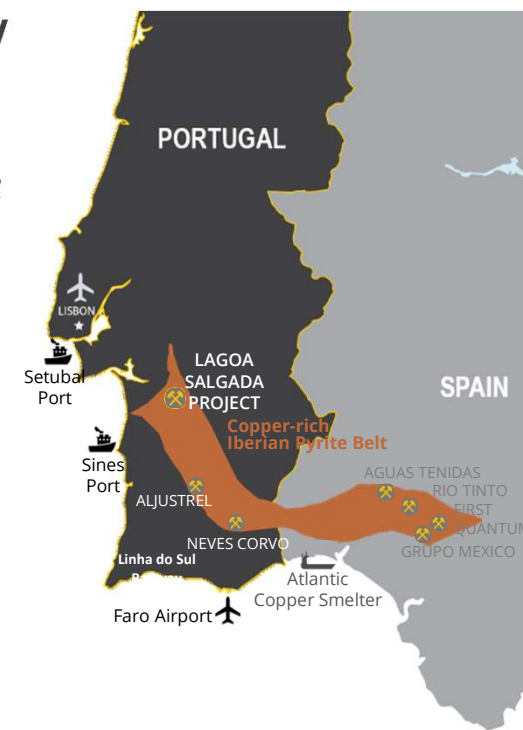 PORTUGAL
LISBON
Setubal
Port
LAGOA
SALGADA
PROJECT
SPAIN
Copper-rich
Iberian Pyrite Belt
Sines
Port
AGUAS TENIDAS
RIO TINTO
FIRST
QUANTUM
GRUPO MEXICO
ALJUSTREL
NEVES CORVO
Linha do Sul
Atlantic
Copper Smelter
Faro Airport